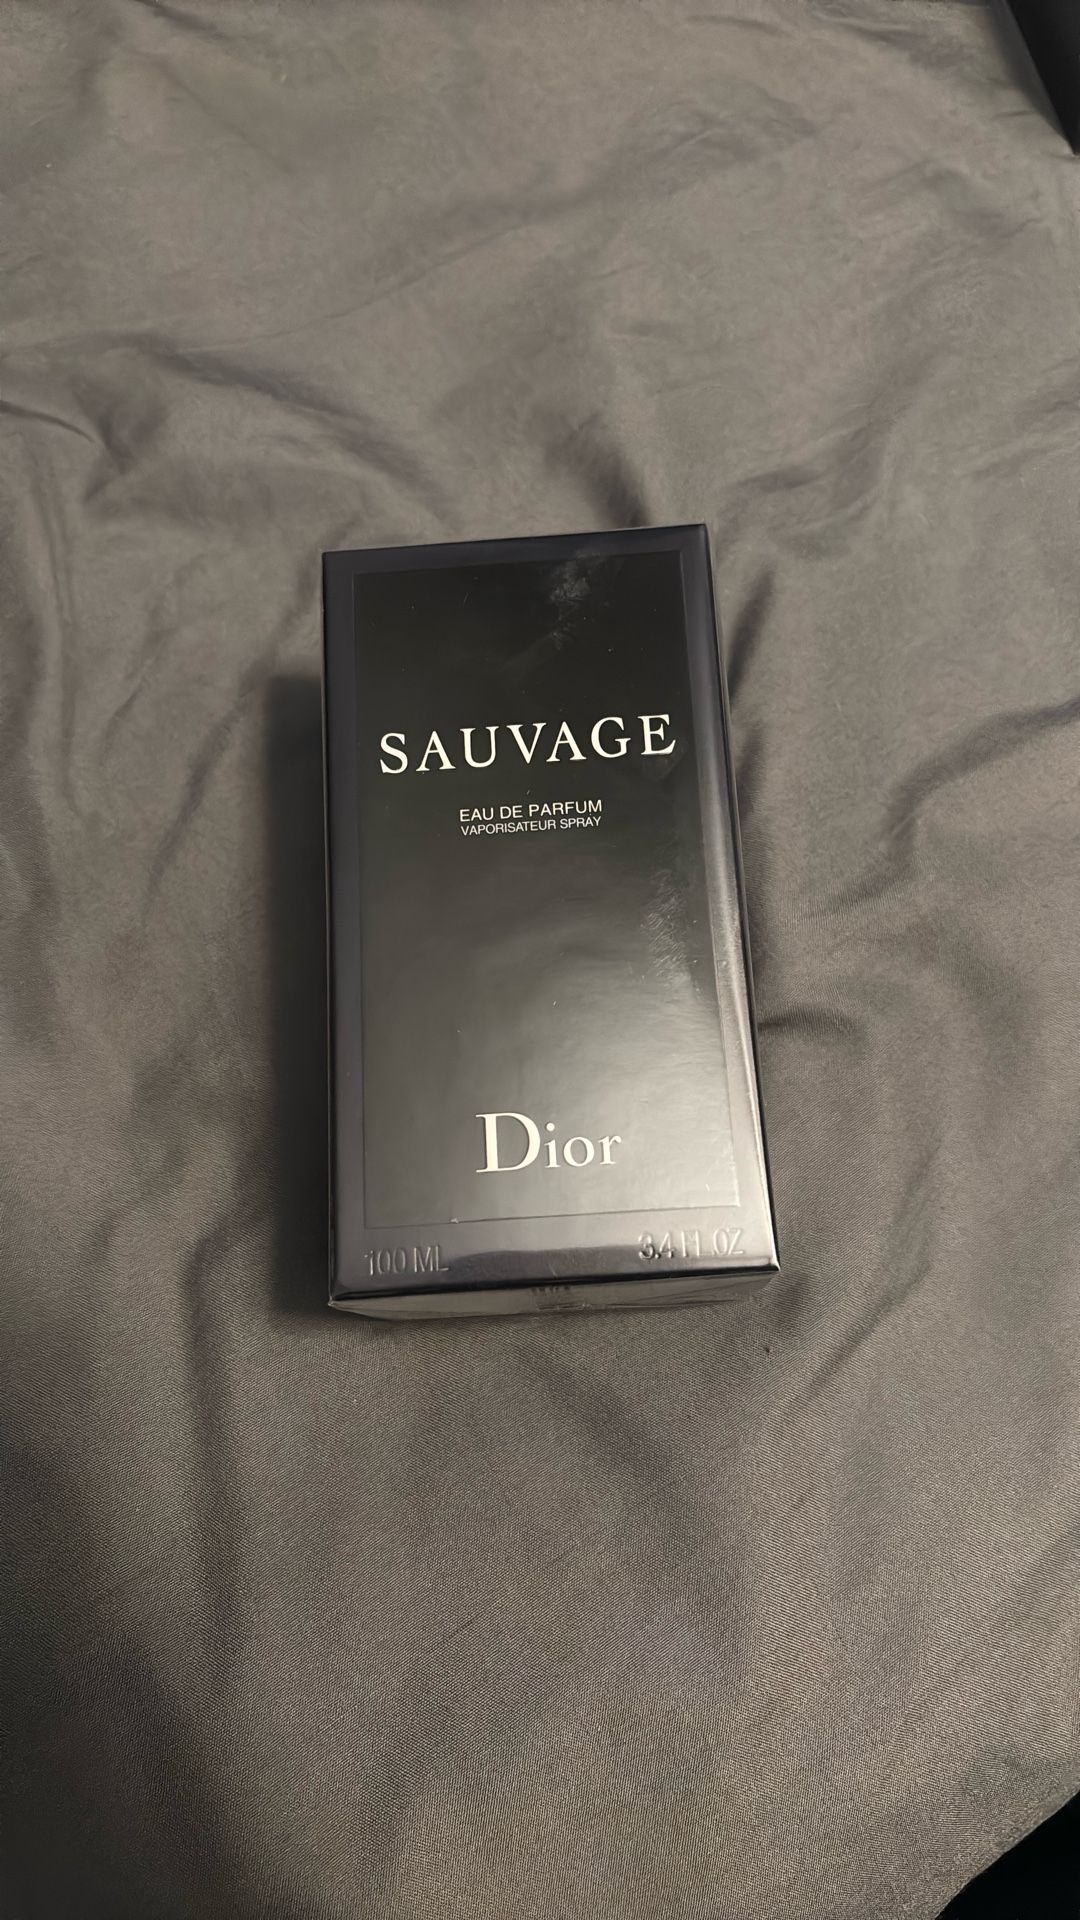 SAUVAGE
EAU DE PARFUM
VAPORISATEUR SPRAY
Dior
100 ML 3.4 FL.OZ